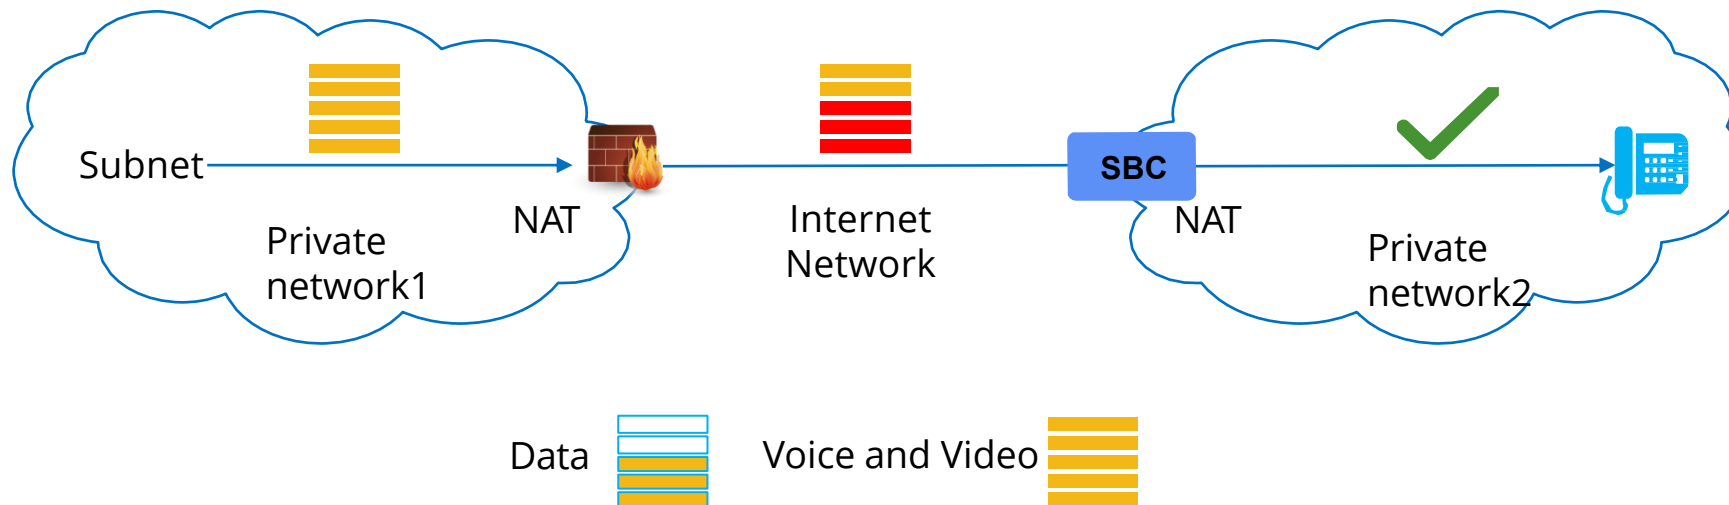 Subnet
NAT
Private
network1
Internet
Network
SBC
NAT
Private
network2
Data
Voice and Video